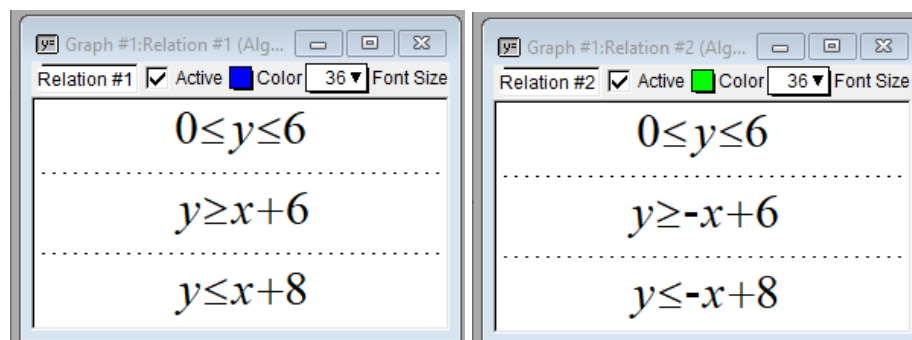 y= Graph #1:Relation #1 (Alg...
Relation #1 Active Color 36 Font Size
0≤y≤6
y≥x+6
y≤x+8
y= Graph #1:Relation #2 (Alg...
Relation #2 Active Color 36 Font Size
0≤y≤6
y≥-x+6
y≤-x+8